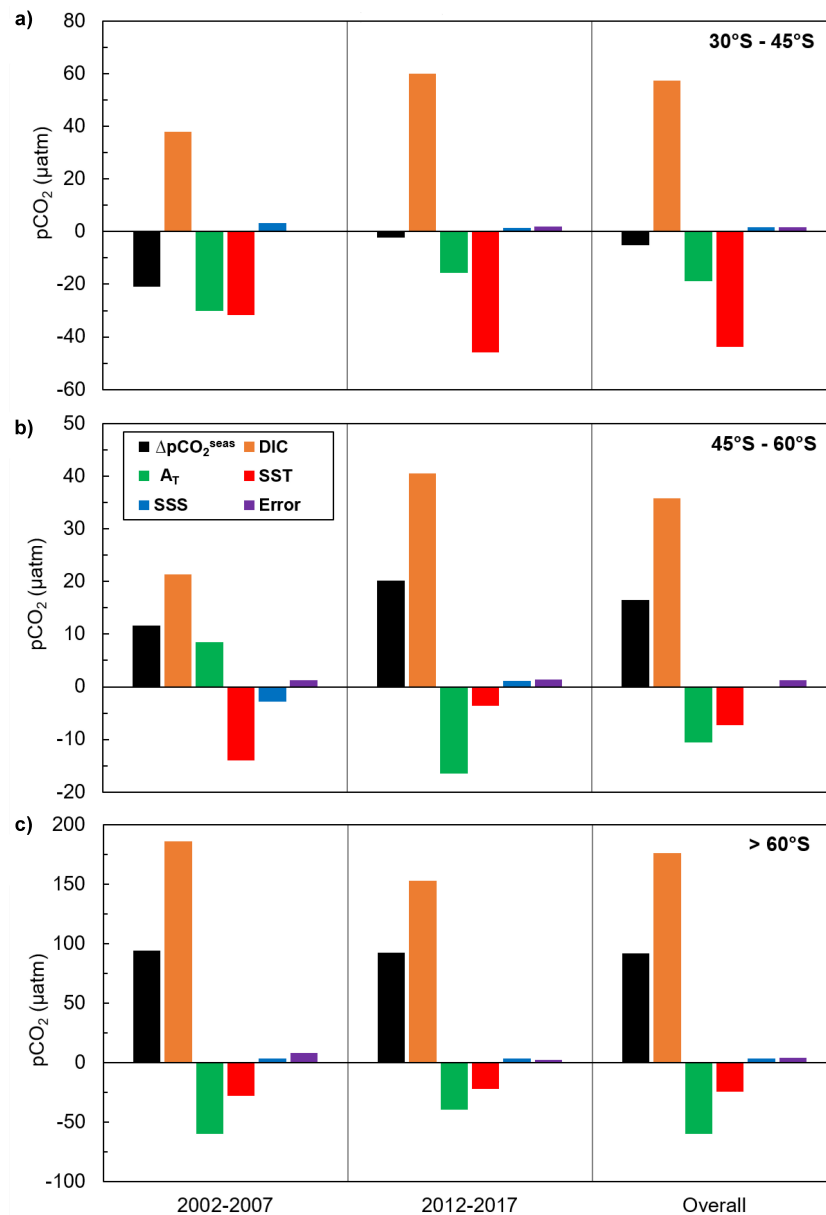 a)
30°S - 45°S
80
60
40
20
0
-20
-40
-60
pCO₂ (µatm)
b)
45°S - 60°S
50
40
30
20
10
0
-10
-20
pCO₂ (µatm)
ΔpCO₂ˢᵉᵃˢ DIC
A_T SST
SSS Error
c)
> 60°S
200
150
100
50
0
-50
-100
pCO₂ (µatm)
2002-2007 2012-2017 Overall